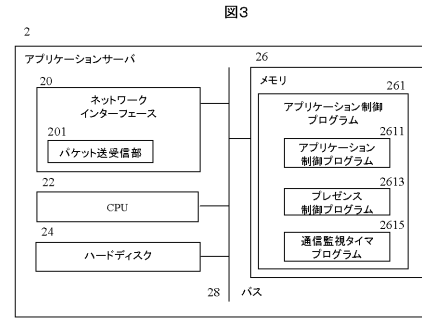 図3
2
アプリケーションサーバ
20
ネットワーク
インターフェース
201
パケット送受信部
22
CPU
24
ハードディスク
28
バス
26
メモリ
261
アプリケーション制御
プログラム
2611
アプリケーション
制御プログラム
2613
プレゼンス
制御プログラム
2615
通信監視タイマ
プログラム